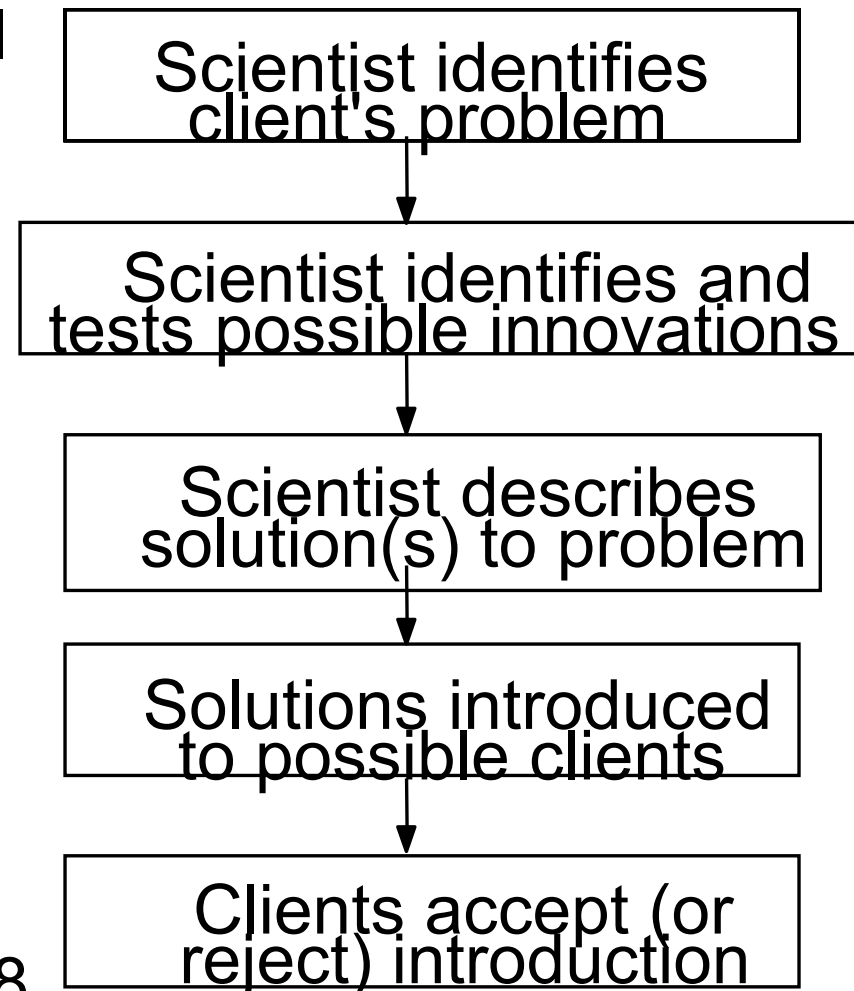 Scientist identifies
client's problem
Scientist identifies and
tests possible innovations
Scientist describes
solution(s) to problem
Solutions introduced
to possible clients
Clients accept (or
reject) introduction
8